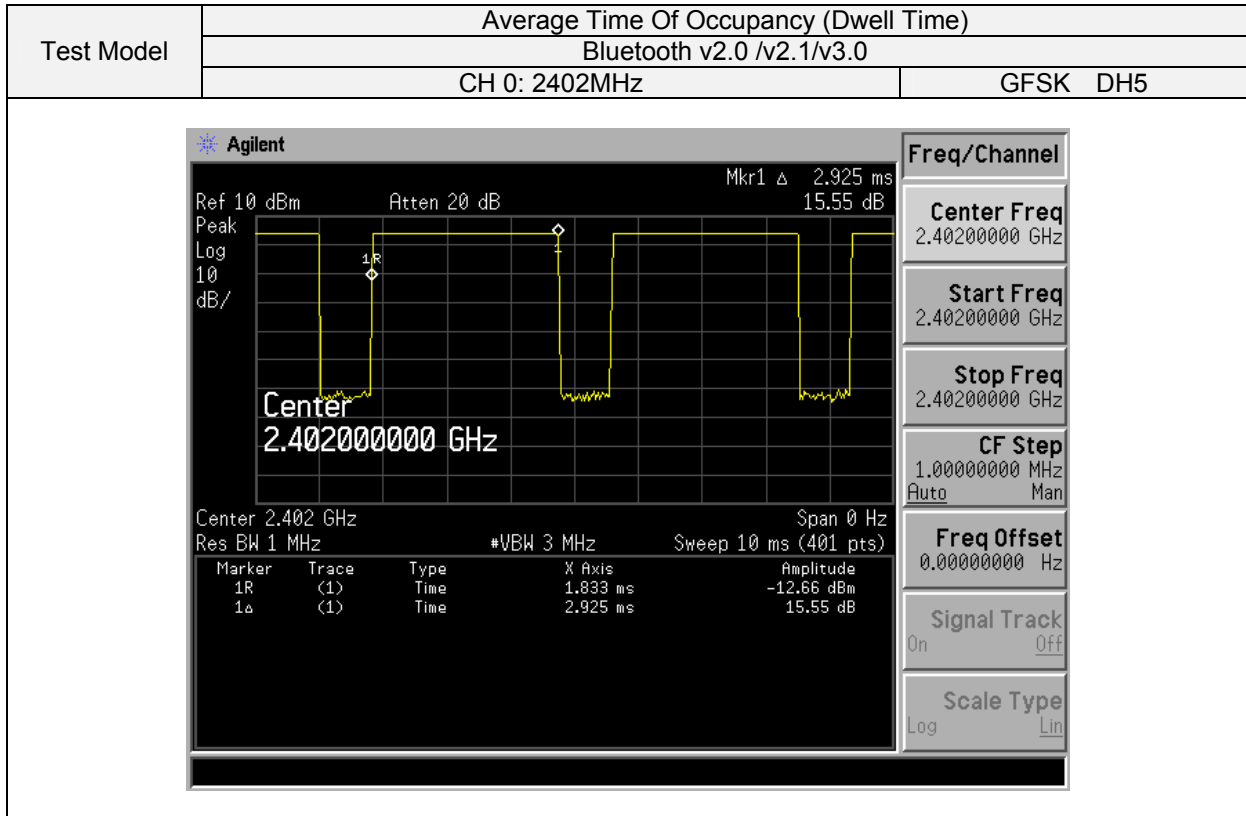 Test Model
Average Time Of Occupancy (Dwell Time)
Bluetooth v2.0 /v2.1/v3.0
CH 0: 2402MHz GFSK DH5
Agilent
Mkr1 Δ 2.925 ms
Ref 10 dBm Atten 20 dB 15.55 dB
Peak
Log
10
dB/
1R
1
Center
2.402000000 GHz
Center 2.402 GHz Span 0 Hz
Res BW 1 MHz #VBW 3 MHz Sweep 10 ms (401 pts)
Marker Trace Type X Axis Amplitude
1R (1) Time 1.833 ms -12.66 dBm
1Δ (1) Time 2.925 ms 15.55 dB
Freq/Channel
Center Freq
2.40200000 GHz
Start Freq
2.40200000 GHz
Stop Freq
2.40200000 GHz
CF Step
1.00000000 MHz
Auto Man
Freq Offset
0.00000000 Hz
Signal Track
On Off
Scale Type
Log Lin